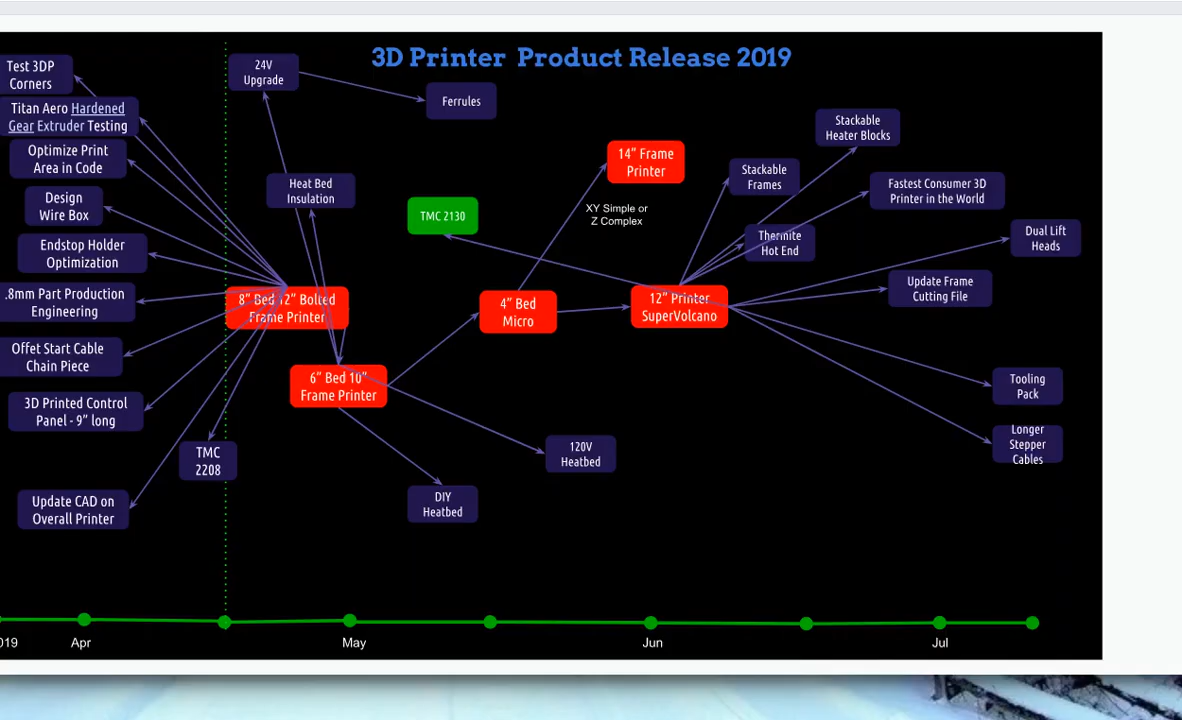 3D Printer Product Release 2019
Test 3DP
Corners
Titan Aero Hardened
Gear Extruder Testing
Optimize Print
Area in Code
Design
Wire Box
Endstop Holder
Optimization
.8mm Part Production
Engineering
Offet Start Cable
Chain Piece
3D Printed Control
Panel - 9” long
TMC
2208
Update CAD on
Overall Printer
24V
Upgrade
Ferrules
Heat Bed
Insulation
8” Bed 12” Bolted
Frame Printer
6” Bed 10”
Frame Printer
TMC 2130
DIY
Heatbed
120V
Heatbed
4” Bed
Micro
14” Frame
Printer
XY Simple or
Z Complex
12” Printer
SuperVolcano
Stackable
Frames
Thermite
Hot End
Stackable
Heater Blocks
Fastest Consumer 3D
Printer in the World
Dual Lift
Heads
Update Frame
Cutting File
Tooling
Pack
Longer
Stepper
Cables
019 Apr May Jun Jul